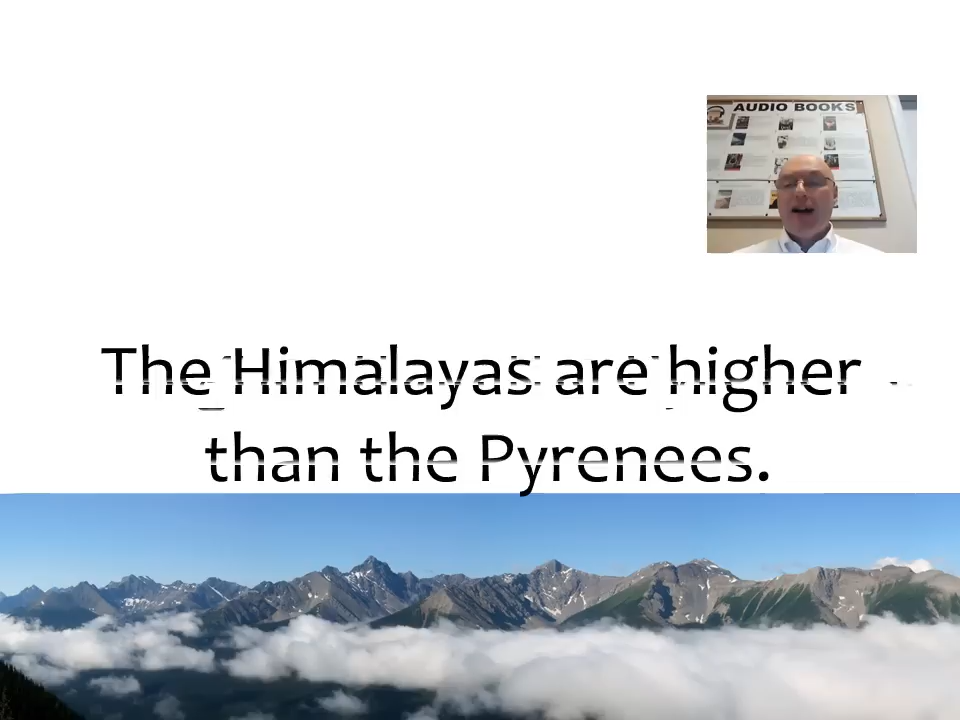 AUDIO BOOKS
The Himalayas are higher
than the Pyrenees.